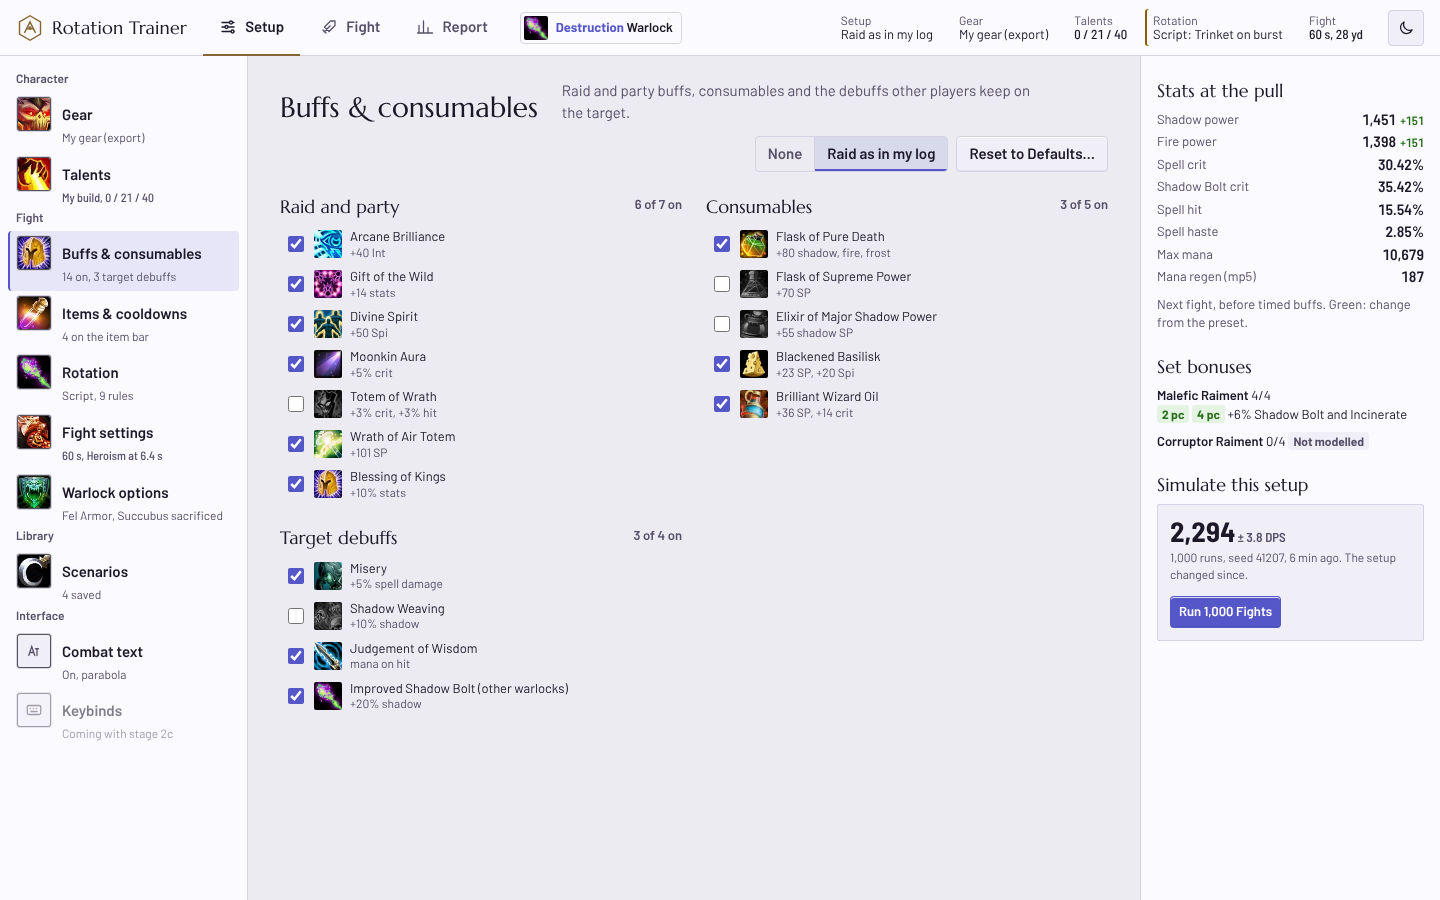 Rotation Trainer
Setup
Fight
Report
Destruction Warlock
Setup
Raid as in my log
Gear
My gear (export)
Talents
0 / 21 / 40
Rotation
Script: Trinket on burst
Fight
60 s, 28 yd
Character
Gear
My gear (export)
Talents
My build, 0 / 21 / 40
Fight
Buffs & consumables
14 on, 3 target debuffs
Items & cooldowns
4 on the item bar
Rotation
Script, 9 rules
Fight settings
60 s, Heroism at 6.4 s
Warlock options
Fel Armor, Succubus sacrificed
Library
Scenarios
4 saved
Interface
Combat text
On, parabola
Keybinds
Coming with stage 2c
Buffs & consumables
Raid and party buffs, consumables and the debuffs other players keep on
the target.
None
Raid as in my log
Reset to Defaults...
Raid and party
6 of 7 on
Arcane Brilliance
+40 Int
Gift of the Wild
+14 stats
Divine Spirit
+50 Spi
Moonkin Aura
+5% crit
Totem of Wrath
+3% crit, +3% hit
Wrath of Air Totem
+101 SP
Blessing of Kings
+10% stats
Target debuffs
3 of 4 on
Misery
+5% spell damage
Shadow Weaving
+10% shadow
Judgement of Wisdom
mana on hit
Improved Shadow Bolt (other warlocks)
+20% shadow
Consumables
3 of 5 on
Flask of Pure Death
+80 shadow, fire, frost
Flask of Supreme Power
+70 SP
Elixir of Major Shadow Power
+55 shadow SP
Blackened Basilisk
+23 SP, +20 Spi
Brilliant Wizard Oil
+36 SP, +14 crit
Stats at the pull
Shadow power 1,451 +151
Fire power 1,398 +151
Spell crit 30.42%
Shadow Bolt crit 35.42%
Spell hit 15.54%
Spell haste 2.85%
Max mana 10,679
Mana regen (mp5) 187
Next fight, before timed buffs. Green: change
from the preset.
Set bonuses
Malefic Raiment 4/4
2 pc 4 pc +6% Shadow Bolt and Incinerate
Corruptor Raiment 0/4 Not modelled
Simulate this setup
2,294 ± 3.8 DPS
1,000 runs, seed 41207, 6 min ago. The setup
changed since.
Run 1,000 Fights